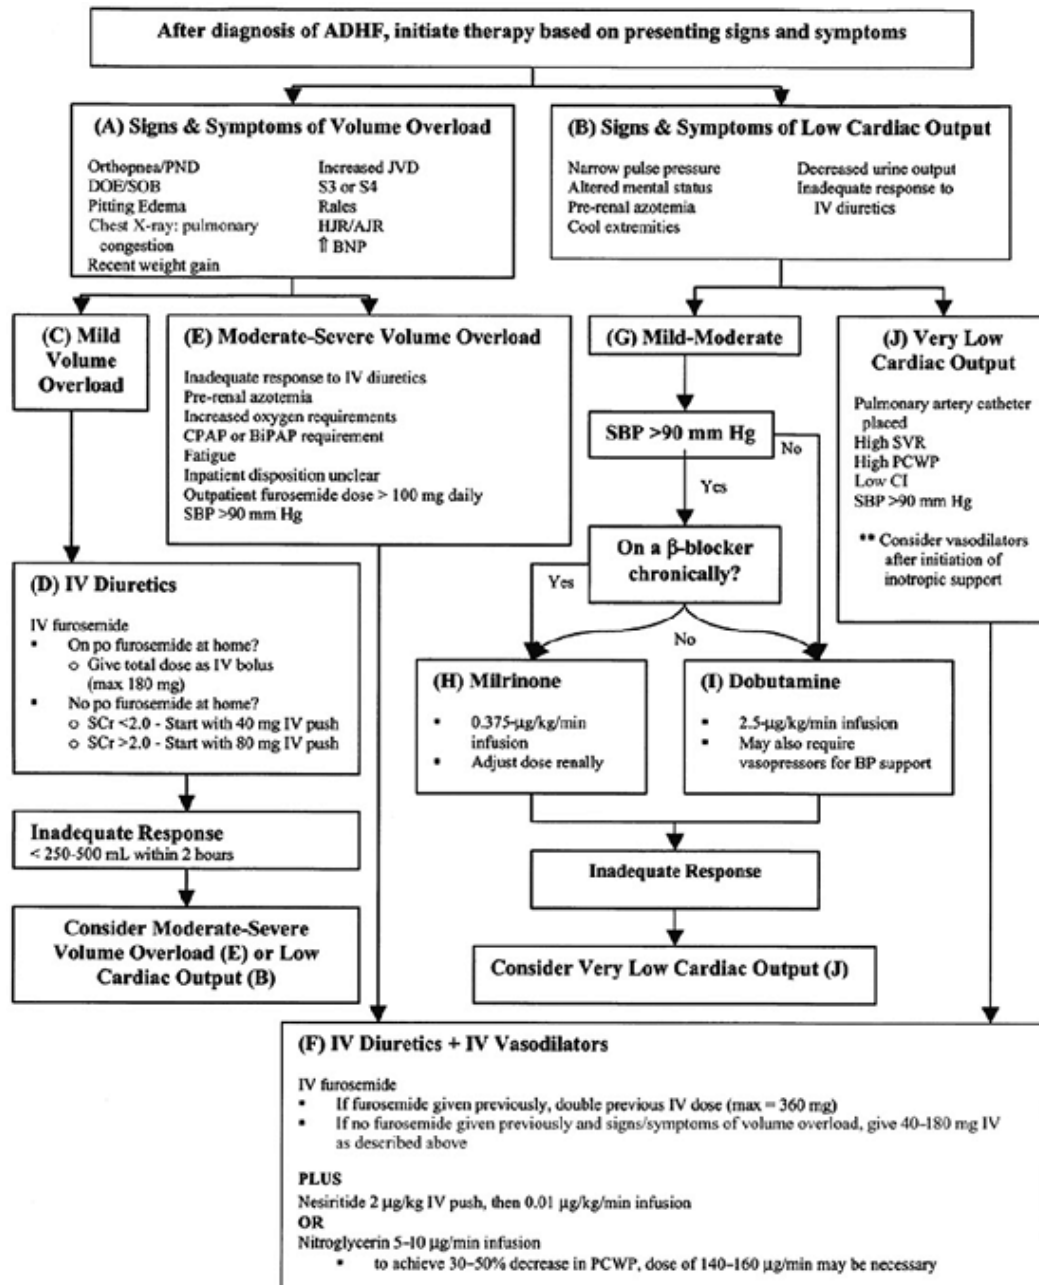 After diagnosis of ADHF, initiate therapy based on presenting signs and symptoms
(A) Signs & Symptoms of Volume Overload
Orthopnea/PND
DOE/SOB
Pitting Edema
Chest X-ray: pulmonary
congestion
Recent weight gain
Increased JVD
S3 or S4
Rales
HJR/AJR
⇑ BNP
(B) Signs & Symptoms of Low Cardiac Output
Narrow pulse pressure
Altered mental status
Pre-renal azotemia
Cool extremities
Decreased urine output
Inadequate response to
IV diuretics
(C) Mild
Volume
Overload
(E) Moderate-Severe Volume Overload
Inadequate response to IV diuretics
Pre-renal azotemia
Increased oxygen requirements
CPAP or BiPAP requirement
Fatigue
Inpatient disposition unclear
Outpatient furosemide dose > 100 mg daily
SBP >90 mm Hg
(G) Mild-Moderate
SBP >90 mm Hg
No
Yes
On a β-blocker
chronically?
Yes
No
(J) Very Low
Cardiac Output
Pulmonary artery catheter
placed
High SVR
High PCWP
Low CI
SBP >90 mm Hg
** Consider vasodilators
after initiation of
inotropic support
(D) IV Diuretics
IV furosemide
▪ On po furosemide at home?
o Give total dose as IV bolus
(max 180 mg)
▪ No po furosemide at home?
o SCr <2.0 - Start with 40 mg IV push
o SCr >2.0 - Start with 80 mg IV push
(H) Milrinone
▪ 0.375-μg/kg/min
infusion
▪ Adjust dose renally
(I) Dobutamine
▪ 2.5-μg/kg/min infusion
▪ May also require
vasopressors for BP support
Inadequate Response
< 250-500 mL within 2 hours
Inadequate Response
Consider Moderate-Severe
Volume Overload (E) or Low
Cardiac Output (B)
Consider Very Low Cardiac Output (J)
(F) IV Diuretics + IV Vasodilators
IV furosemide
▪ If furosemide given previously, double previous IV dose (max = 360 mg)
▪ If no furosemide given previously and signs/symptoms of volume overload, give 40-180 mg IV
as described above
PLUS
Nesiritide 2 μg/kg IV push, then 0.01 μg/kg/min infusion
OR
Nitroglycerin 5-10 μg/min infusion
▪ to achieve 30-50% decrease in PCWP, dose of 140-160 μg/min may be necessary